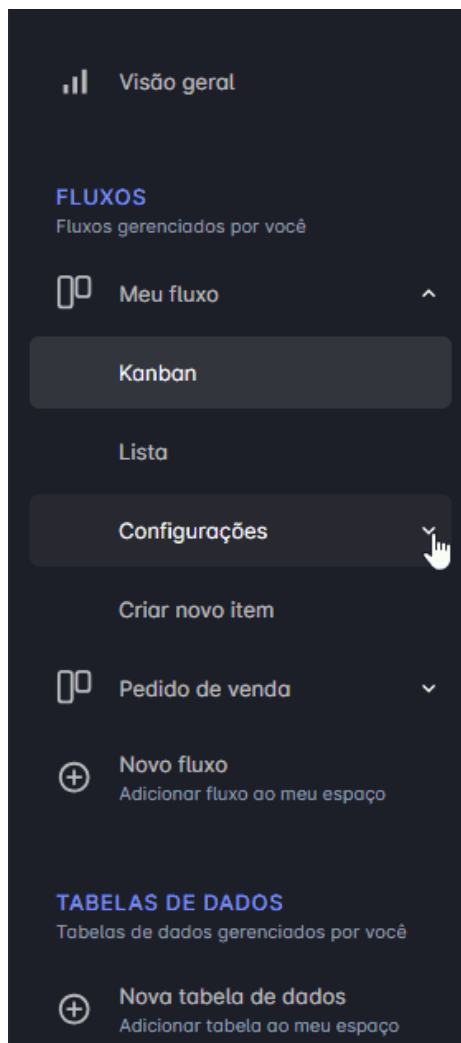 Visão geral
FLUXOS
Fluxos gerenciados por você
Meu fluxo
Kanban
Lista
Configurações
Criar novo item
Pedido de venda
Novo fluxo
Adicionar fluxo ao meu espaço
TABELAS DE DADOS
Tabelas de dados gerenciados por você
Nova tabela de dados
Adicionar tabela ao meu espaço